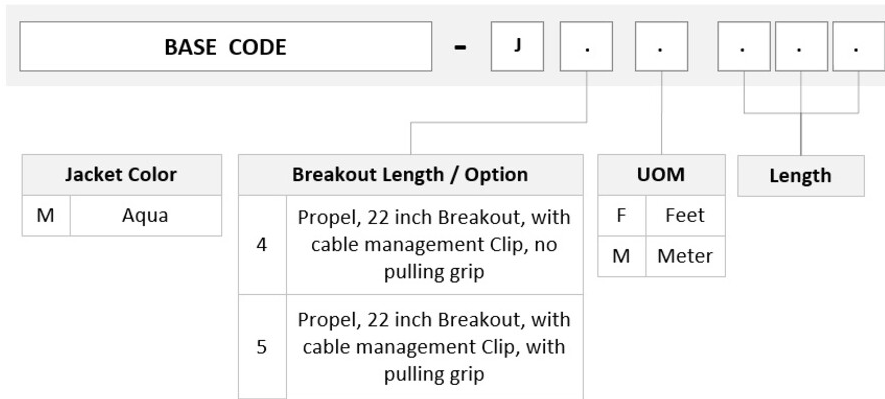 BASE CODE - J . . . . .
Jacket Color
M Aqua
Breakout Length / Option
4 Propel, 22 inch Breakout, with
cable management Clip, no
pulling grip
5 Propel, 22 inch Breakout, with
cable management Clip, with
pulling grip
UOM
F Feet
M Meter
Length